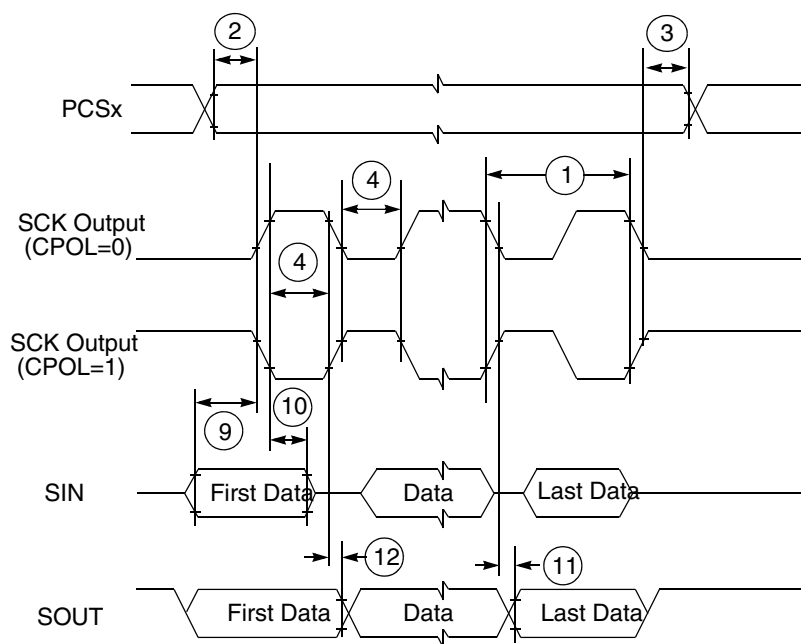 2
3
PCSx
4
1
SCK Output
(CPOL=0)
4
SCK Output
(CPOL=1)
9
10
SIN
First Data
Data
Last Data
12
11
SOUT
First Data
Data
Last Data